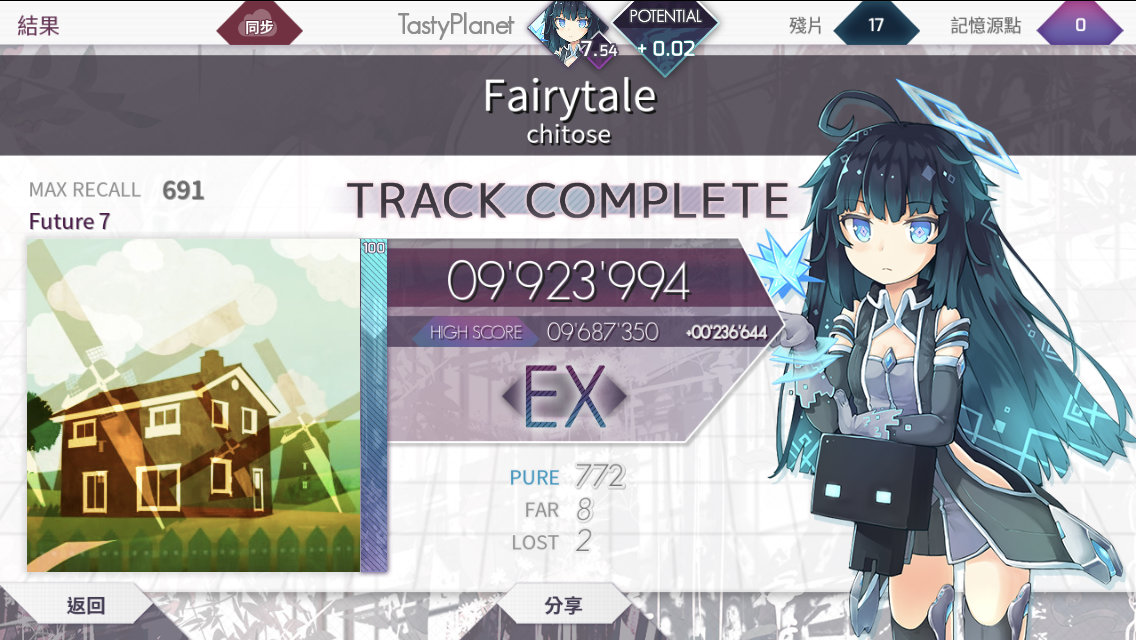 結果
同步
TastyPlanet
7.54
POTENTIAL
+ 0.02
殘片
17
記憶源點
0
Fairytale
chitose
MAX RECALL 691
TRACK COMPLETE
Future 7
100
09'923'994
HIGH SCORE 09'687'350 +00'236'644
EX
PURE 772
FAR 8
LOST 2
返回
分享